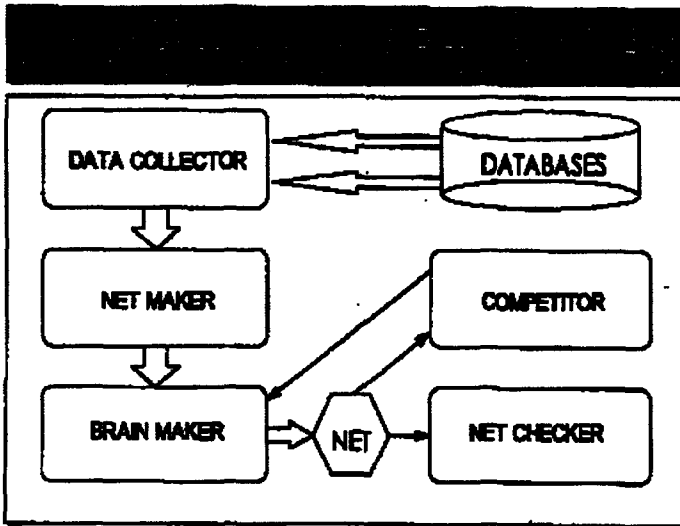 DATA COLLECTOR
DATABASES
NET MAKER
COMPETITOR
BRAIN MAKER
NET
NET CHECKER